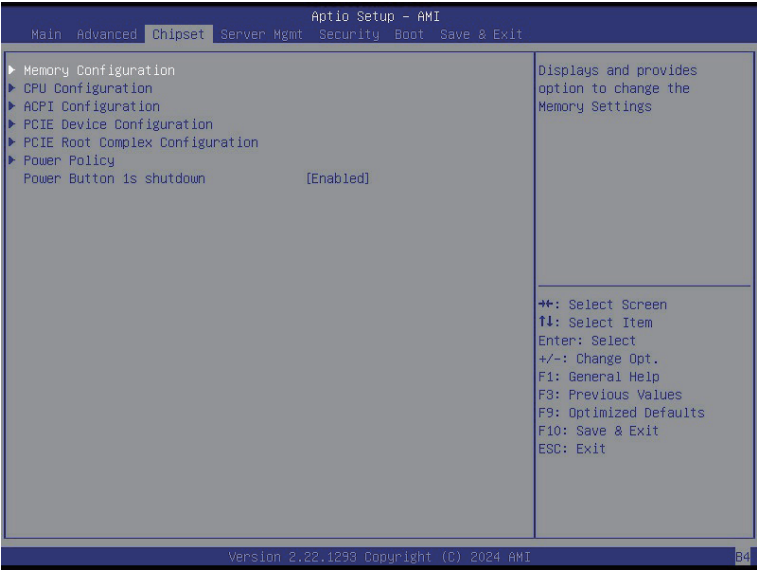 Aptio Setup – AMI
Main Advanced Chipset Server Mgmt Security Boot Save & Exit
▶ Memory Configuration
▶ CPU Configuration
▶ ACPI Configuration
▶ PCIE Device Configuration
▶ PCIE Root Complex Configuration
▶ Power Policy
Power Button 1s shutdown [Enabled]
Displays and provides
option to change the
Memory Settings
→←: Select Screen
↑↓: Select Item
Enter: Select
+/-: Change Opt.
F1: General Help
F3: Previous Values
F9: Optimized Defaults
F10: Save & Exit
ESC: Exit
Version 2.22.1293 Copyright (C) 2024 AMI
B4